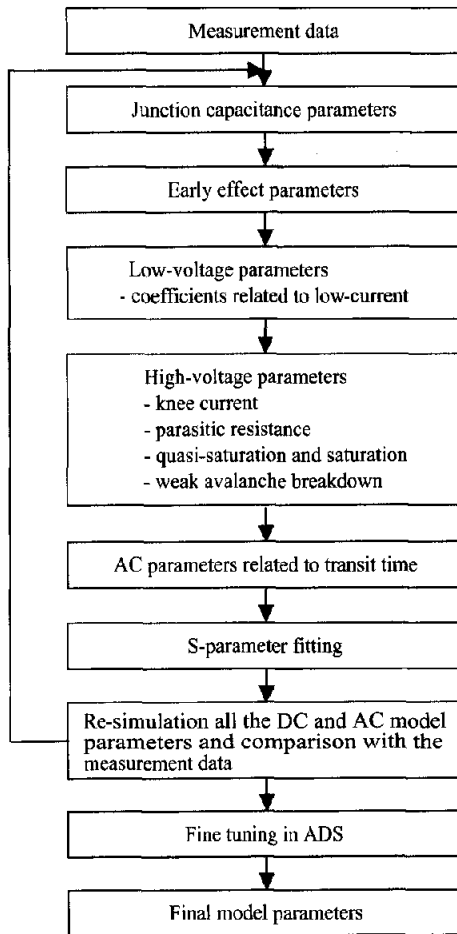 Measurement data
Junction capacitance parameters
Early effect parameters
Low-voltage parameters
- coefficients related to low-current
High-voltage parameters
- knee current
- parasitic resistance
- quasi-saturation and saturation
- weak avalanche breakdown
AC parameters related to transit time
S-parameter fitting
Re-simulation all the DC and AC model
parameters and comparison with the
measurement data
Fine tuning in ADS
Final model parameters